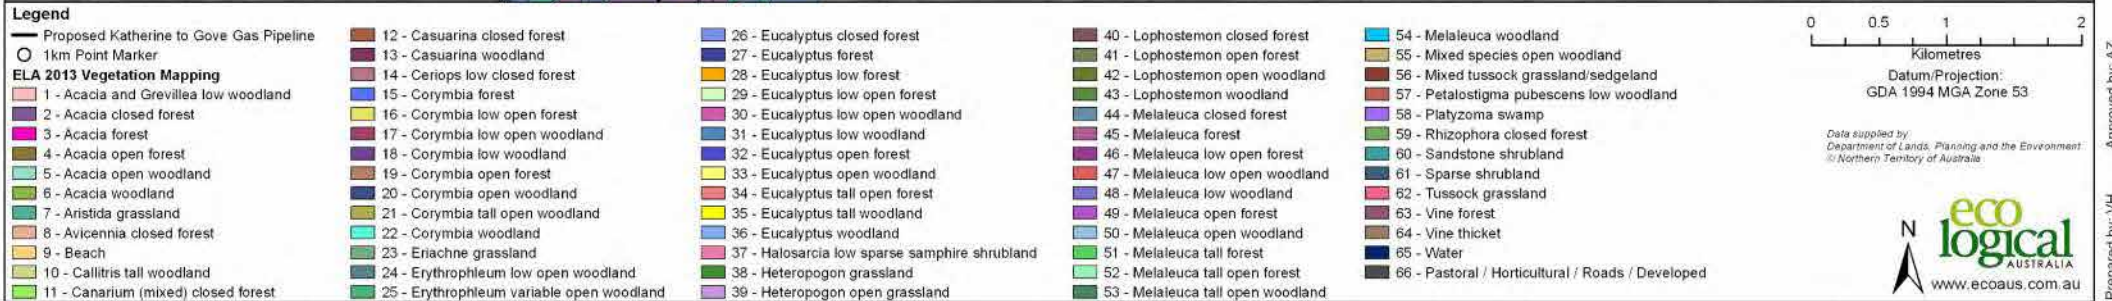 Legend
Proposed Katherine to Gove Gas Pipeline
1km Point Marker
ELA 2013 Vegetation Mapping
1 - Acacia and Grevillea low woodland
2 - Acacia closed forest
3 - Acacia forest
4 - Acacia open forest
5 - Acacia open woodland
6 - Acacia woodland
7 - Aristida grassland
8 - Avicennia closed forest
9 - Beach
10 - Callitris tall woodland
11 - Canarium (mixed) closed forest
12 - Casuarina closed forest
13 - Casuarina woodland
14 - Ceriops low closed forest
15 - Corymbia forest
16 - Corymbia low open forest
17 - Corymbia low open woodland
18 - Corymbia low woodland
19 - Corymbia open forest
20 - Corymbia open woodland
21 - Corymbia tall open woodland
22 - Corymbia woodland
23 - Eriachne grassland
24 - Erythrophleum low open woodland
25 - Erythrophleum variable open woodland
26 - Eucalyptus closed forest
27 - Eucalyptus forest
28 - Eucalyptus low forest
29 - Eucalyptus low open forest
30 - Eucalyptus low open woodland
31 - Eucalyptus low woodland
32 - Eucalyptus open forest
33 - Eucalyptus open woodland
34 - Eucalyptus tall open forest
35 - Eucalyptus tall woodland
36 - Eucalyptus woodland
37 - Halosarcia low sparse samphire shrubland
38 - Heteropogon grassland
39 - Heteropogon open grassland
40 - Lophostemon closed forest
41 - Lophostemon open forest
42 - Lophostemon open woodland
43 - Lophostemon woodland
44 - Melaleuca closed forest
45 - Melaleuca forest
46 - Melaleuca low open forest
47 - Melaleuca low open woodland
48 - Melaleuca low woodland
49 - Melaleuca open forest
50 - Melaleuca open woodland
51 - Melaleuca tall forest
52 - Melaleuca tall open forest
53 - Melaleuca tall open woodland
54 - Melaleuca woodland
55 - Mixed species open woodland
56 - Mixed tussock grassland/sedgeland
57 - Petalostigma pubescens low woodland
58 - Platyzoma swamp
59 - Rhizophora closed forest
60 - Sandstone shrubland
61 - Sparse shrubland
62 - Tussock grassland
63 - Vine forest
64 - Vine thicket
65 - Water
66 - Pastoral / Horticultural / Roads / Developed
0 0.5 1 2
Kilometres
Datum/Projection:
GDA 1994 MGA Zone 53
Data supplied by
Department of Lands, Planning and the Environment
© Northern Territory of Australia
N
eco
logical
AUSTRALIA
www.ecoaus.com.au
Prepared by: VH
Approved by: AZ